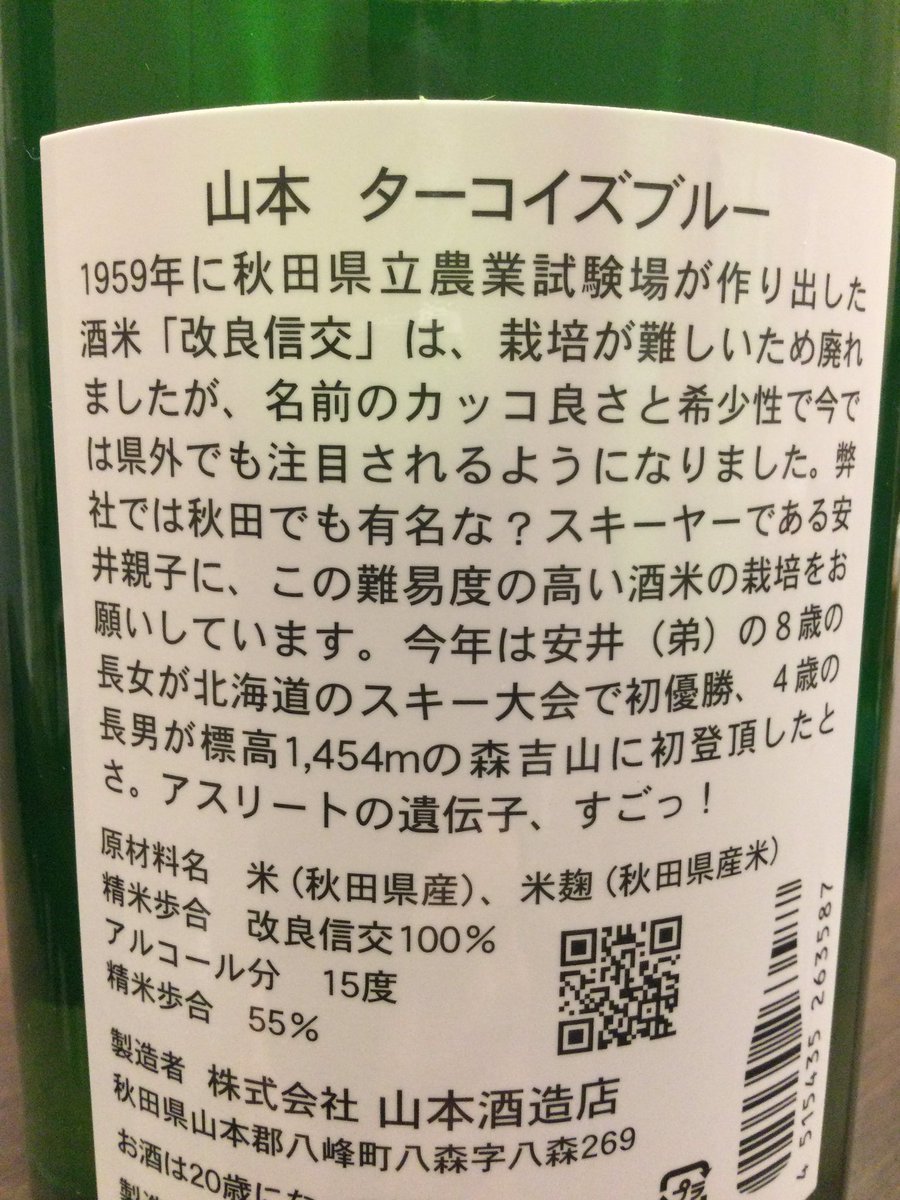 山本 ターコイズブルー
1959年に秋田県立農業試験場が作り出した
酒米「改良信交」は、栽培が難しいため廃れ
ましたが、名前のカッコ良さと希少性で今で
は県外でも注目されるようになりました。弊
社では秋田でも有名な？スキーヤーである安
井親子に、この難易度の高い酒米の栽培をお
願いしています。今年は安井（弟）の8歳の
長女が北海道のスキー大会で初優勝、4歳の
長男が標高1,454mの森吉山に初登頂したと
さ。アスリートの遺伝子、すごっ！
原材料名 米（秋田県産）、米麹（秋田県産米）
精米歩合 改良信交100%
アルコール分 15度
精米歩合 55%
製造者 株式会社 山本酒造店
秋田県山本郡八峰町八森字八森269
お酒は20歳にな
製造
プラ
4 515435 263587